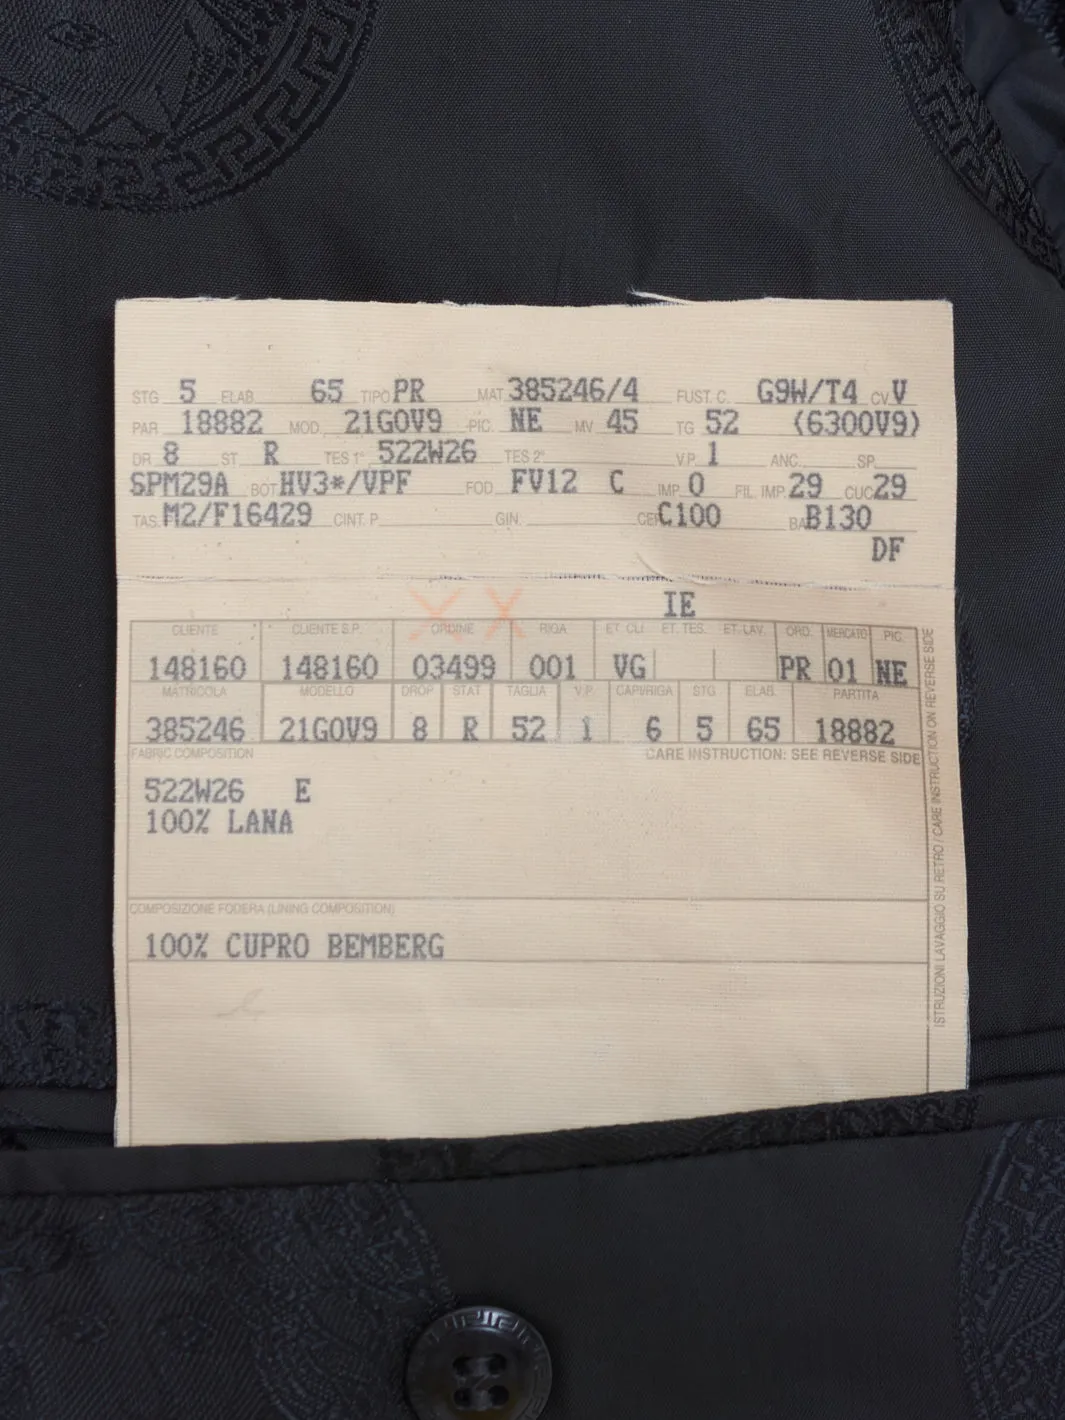 STG 5 ELAB. 65 TIPO PR MAT 385246/4 FUST. C. G9W/T4 CV V
PAR 18882 MOD. 21G0V9 PIC. NE MV 45 TG 52 (6300V9)
DR 8 ST R TES 1° 522W26 TES 2° V.P. 1 ANC. SP.
SPM29A BOT HV3*/VPF FOD. FV12 C IMP. 0 FIL. IMP. 29 CUC 29
TAS. M2/F16429 CINT. P. GIN. CER C100 BA B130
DF
IE
CLIENTE CLIENTE S.P. ORDINE RIGA ET. CLI ET. TES. ET. LAV. ORD. MERCATO PIC.
148160 148160 03499 001 VG PR 01 NE
MATRICOLA MODELLO DROP STAT TAGLIA V.P. CAPI/RIGA STG ELAB. PARTITA
385246 21G0V9 8 R 52 1 6 5 65 18882
FABRIC COMPOSITION CARE INSTRUCTION: SEE REVERSE SIDE
522W26 E
100% LANA
COMPOSIZIONE FODERA (LINING COMPOSITION)
100% CUPRO BEMBERG
ISTRUZIONI LAVAGGIO SU RETRO / CARE INSTRUCTION ON REVERSE SIDE